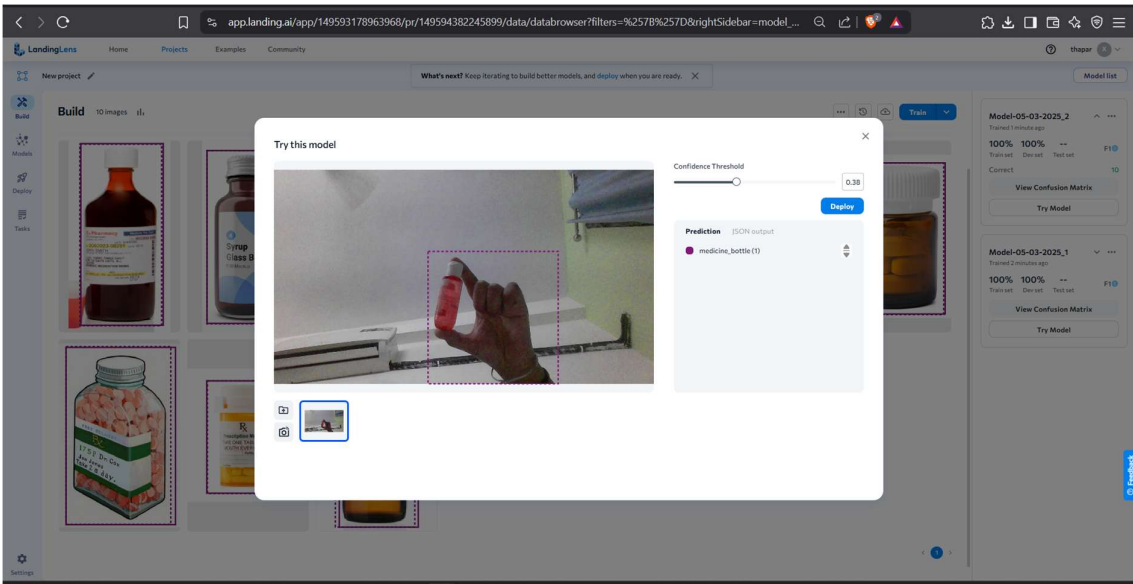 app.landing.ai/app/149593178963968/pr/149594382245899/data/databrowser?filters=%257B%257D&rightSidebar=model_...
LandingLens
Home
Projects
Examples
Community
thapar
New project
What's next? Keep iterating to build better models, and deploy when you are ready.
Model list
Build
Models
Deploy
Tasks
Settings
Build
10 images
Train
Try this model
Confidence Threshold
0.38
Deploy
Prediction
JSON output
medicine_bottle (1)
Syrup
Glass B
Model-05-03-2025_2
Trained 1 minute ago
100% 100% --
Train set Dev set Test set
F1
Correct
10
View Confusion Matrix
Try Model
Model-05-03-2025_1
Trained 2 minutes ago
100% 100% --
Train set Dev set Test set
F1
View Confusion Matrix
Try Model
1
Feedback